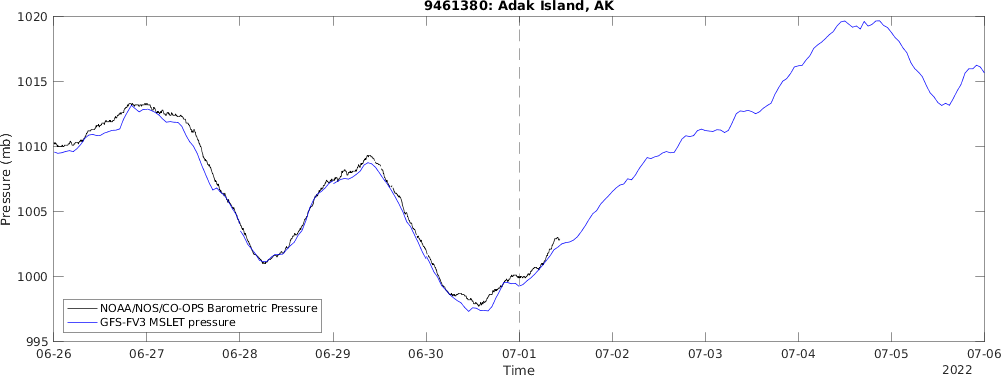 9461380: Adak Island, AK
Pressure (mb)
1020
1015
1010
1005
1000
995
NOAA/NOS/CO-OPS Barometric Pressure
GFS-FV3 MSLET pressure
06-26 06-27 06-28 06-29 06-30 07-01 07-02 07-03 07-04 07-05 07-06
Time
2022